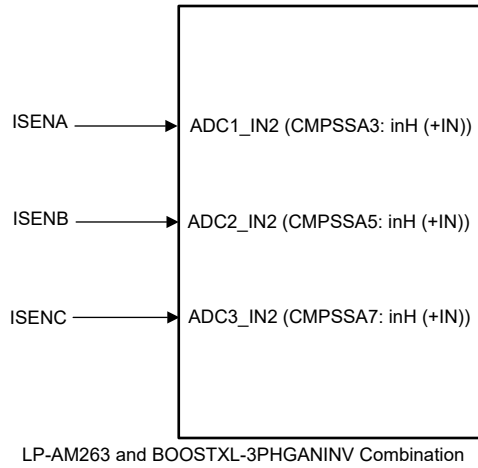 ISENA ADC1_IN2 (CMPSSA3: inH (+IN))
ISENB ADC2_IN2 (CMPSSA5: inH (+IN))
ISENC ADC3_IN2 (CMPSSA7: inH (+IN))
LP-AM263 and BOOSTXL-3PHGANINV Combination